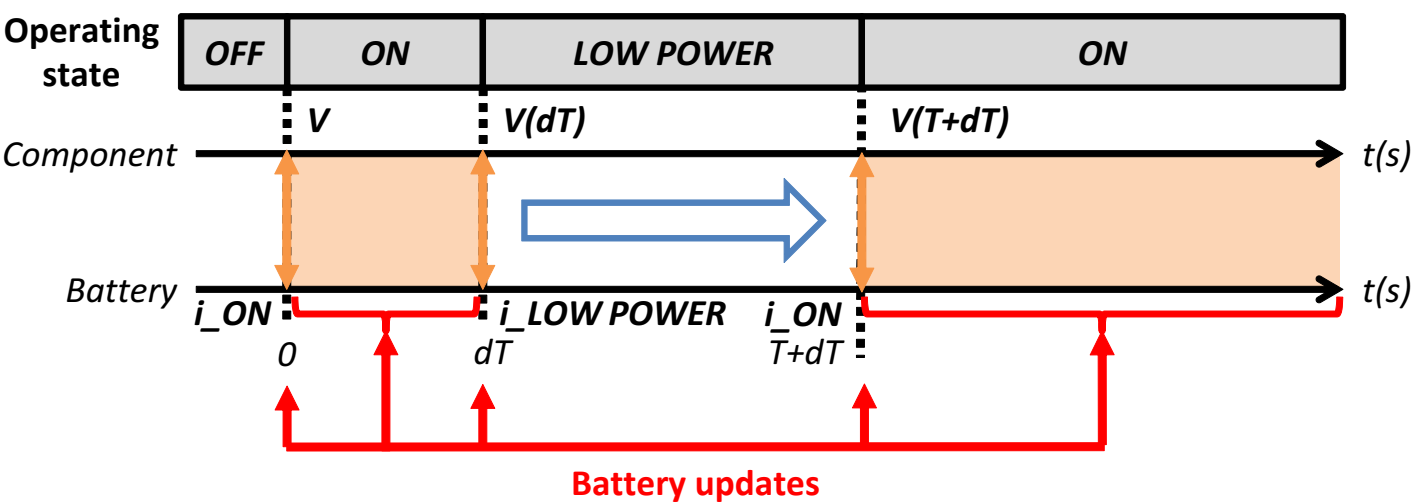 Operating
state
OFF ON LOW POWER ON
V V(dT) V(T+dT)
Component t(s)
Battery t(s)
i_ON i_LOW POWER i_ON
0 dT T+dT
Battery updates